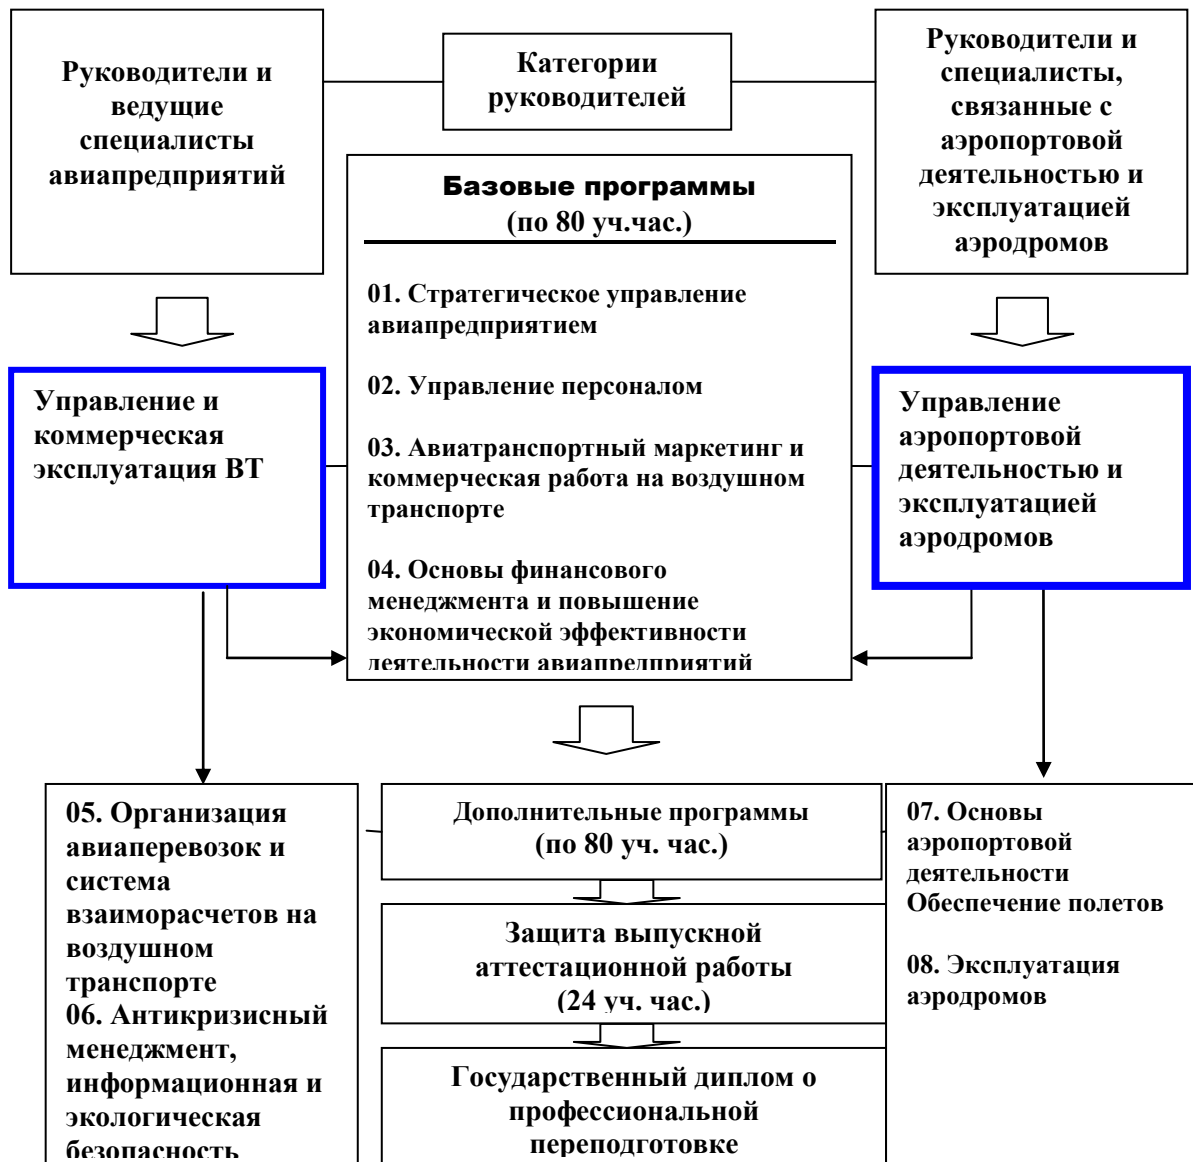 Руководители и
ведущие
специалисты
авиапредприятий
Категории
руководителей
Руководители и
специалисты,
связанные с
аэропортовой
деятельностью и
эксплуатацией
аэродромов
Базовые программы
(по 80 уч.час.)
01. Стратегическое управление
авиапредприятием
02. Управление персоналом
03. Авиатранспортный маркетинг и
коммерческая работа на воздушном
транспорте
04. Основы финансового
менеджмента и повышение
экономической эффективности
деятельности авиапредприятий
Управление и
коммерческая
эксплуатация ВТ
Управление
аэропортовой
деятельностью и
эксплуатацией
аэродромов
05. Организация
авиаперевозок и
система
взаиморасчетов на
воздушном
транспорте
06. Антикризисный
менеджмент,
информационная и
экологическая
безопасность
Дополнительные программы
(по 80 уч. час.)
Защита выпускной
аттестационной работы
(24 уч. час.)
Государственный диплом о
профессиональной
переподготовке
07. Основы
аэропортовой
деятельности
Обеспечение полетов
08. Эксплуатация
аэродромов